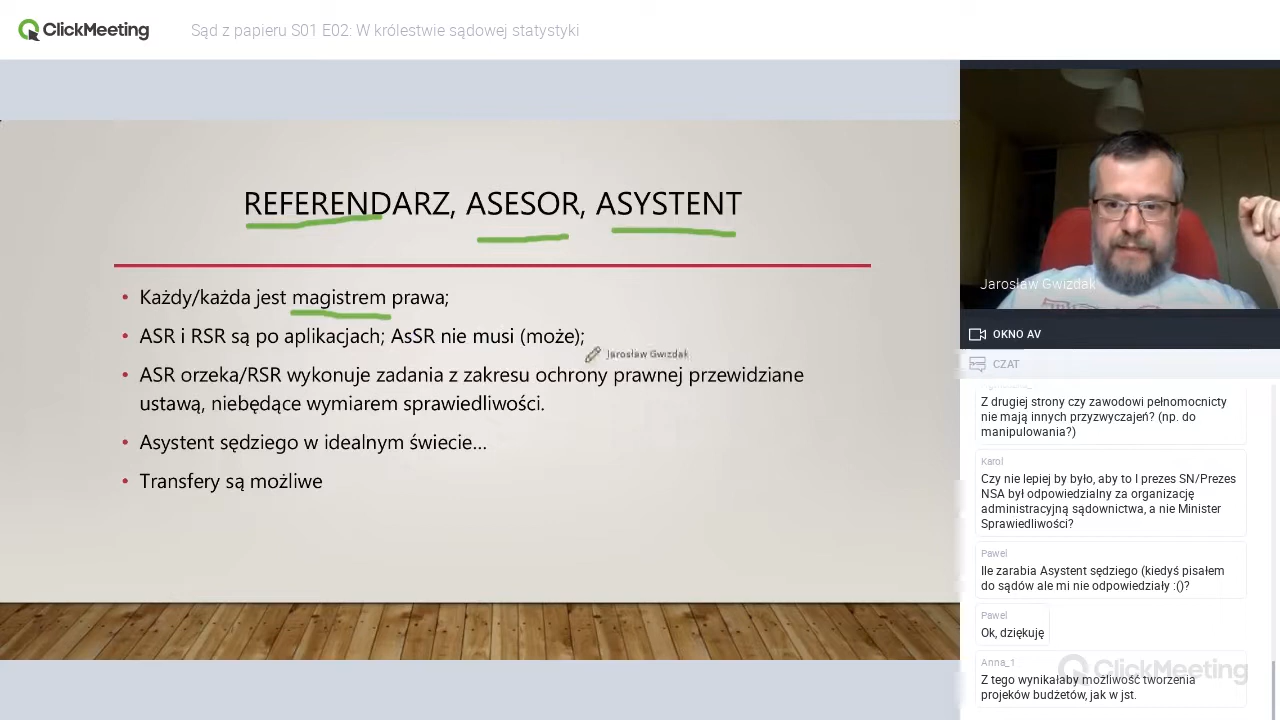 ClickMeeting
Sąd z papieru S01 E02: W królestwie sądowej statystyki
REFERENDARZ, ASESOR, ASYSTENT
• Każdy/każda jest magistrem prawa;
• ASR i RSR są po aplikacjach; AsSR nie musi (może);
Jarosław Gwizdak
• ASR orzeka/RSR wykonuje zadania z zakresu ochrony prawnej przewidziane
ustawą, niebędące wymiarem sprawiedliwości.
• Asystent sędziego w idealnym świecie...
• Transfery są możliwe
Jarosław Gwizdak
OKNO AV
CZAT
Z drugiej strony czy zawodowi pełnomocnicty
nie mają innych przyzwyczajeń? (np. do
manipulowania?)
Karol
Czy nie lepiej by było, aby to I prezes SN/Prezes
NSA był odpowiedzialny za organizację
administracyjną sądownictwa, a nie Minister
Sprawiedliwości?
Pawel
Ile zarabia Asystent sędziego (kiedyś pisałem
do sądów ale mi nie odpowiedziały :()?
Pawel
Ok, dziękuję
Anna_1
Z tego wynikałaby możliwość tworzenia
projeków budżetów, jak w jst.
ClickMeeting